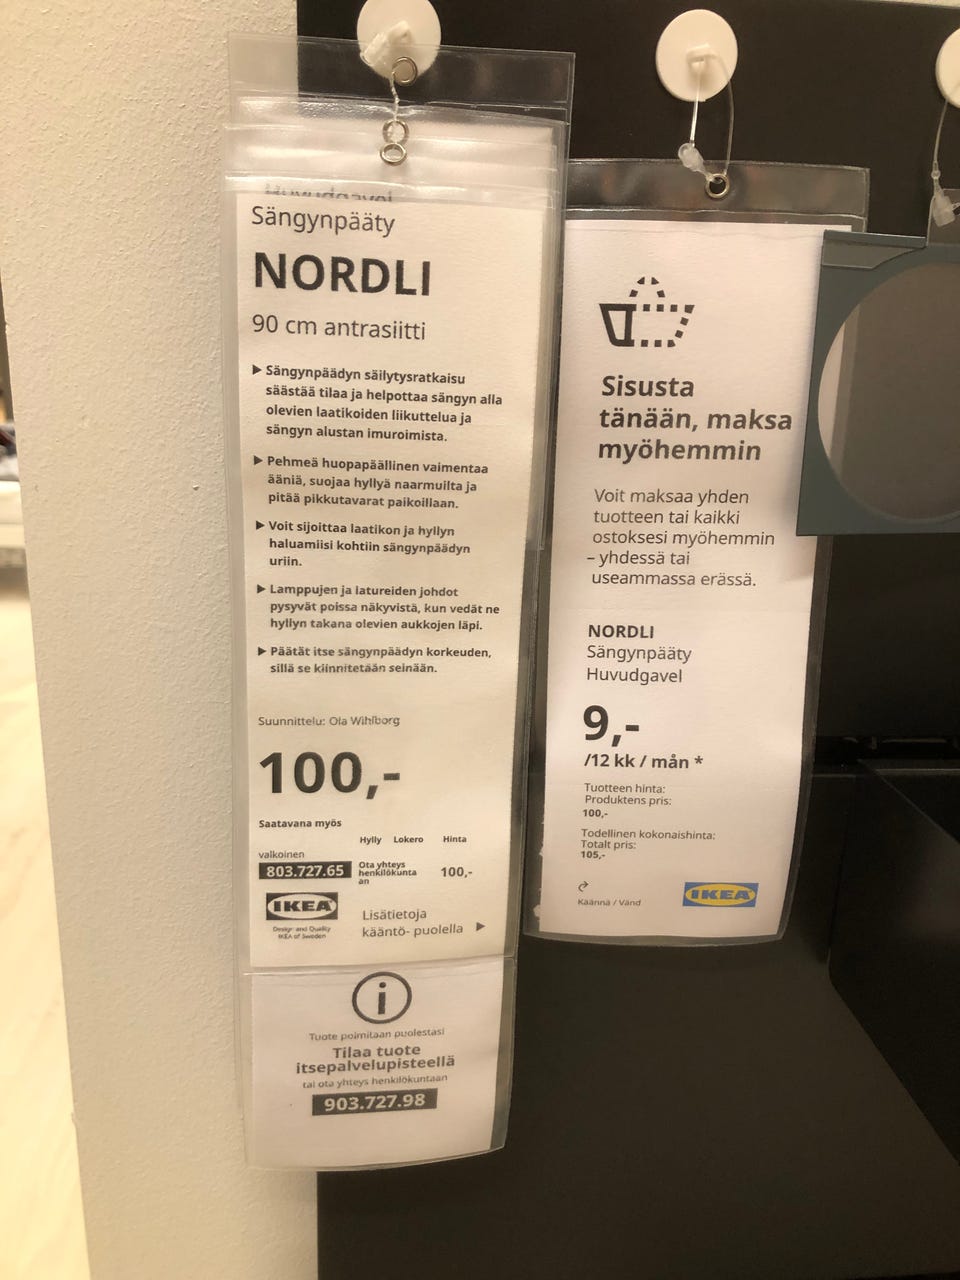 Sängynpääty
NORDLI
90 cm antrasiitti
▶ Sängynpäädyn säilytysratkaisu
säästää tilaa ja helpottaa sängyn alla
olevien laatikoiden liikuttelua ja
sängyn alustan imuroimista.
▶ Pehmeä huopapäällinen vaimentaa
ääniä, suojaa hyllyä naarmuilta ja
pitää pikkutavarat paikoillaan.
▶ Voit sijoittaa laatikon ja hyllyn
haluamiisi kohtiin sängynpäädyn
uriin.
▶ Lamppujen ja latureiden johdot
pysyvät poissa näkyvistä, kun vedät ne
hyllyn takana olevien aukkojen läpi.
▶ Päätät itse sängynpäädyn korkeuden,
sillä se kiinnitetään seinään.
Suunnittelu: Ola Wihlborg
100,-
Saatavana myös
Hylly Lokero Hinta
valkoinen
803.727.65 Ota yhteys
henkilökunta
an 100,-
IKEA
Design and Quality
IKEA of Sweden
Lisätietoja
kääntö- puolella ▶
i
Tuote poimitaan puolestasi
Tilaa tuote
itsepalvelupisteellä
tai ota yhteys henkilökuntaan
903.727.98
Sisusta
tänään, maksa
myöhemmin
Voit maksaa yhden
tuotteen tai kaikki
ostoksesi myöhemmin
– yhdessä tai
useammassa erässä.
NORDLI
Sängynpääty
Huvudgavel
9,-
/12 kk / mån *
Tuotteen hinta:
Produktens pris:
100,-
Todellinen kokonaishinta:
Totalt pris:
105,-
Käännä / Vänd
IKEA